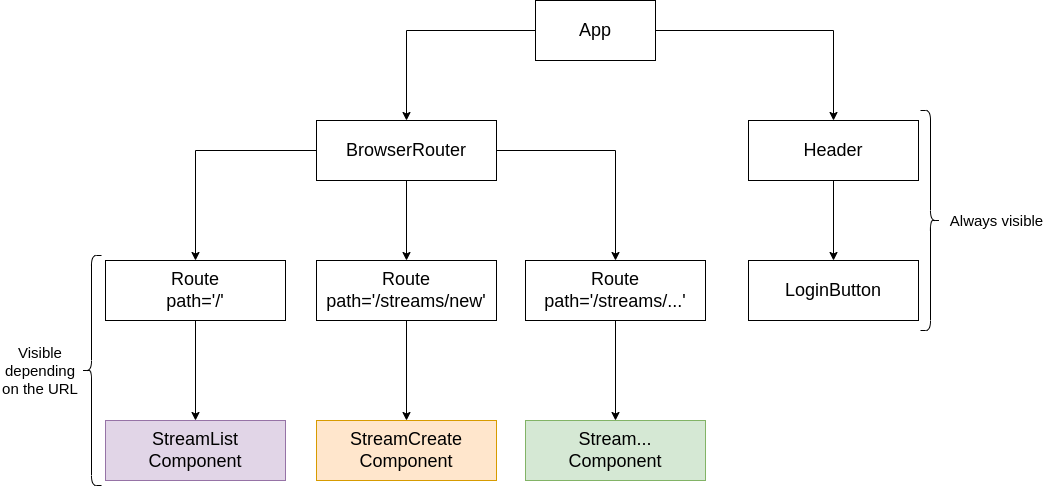 App
BrowserRouter
Header
Always visible
Route
path='/'
Route
path='/streams/new'
Route
path='/streams/...'
LoginButton
Visible
depending
on the URL
StreamList
Component
StreamCreate
Component
Stream...
Component